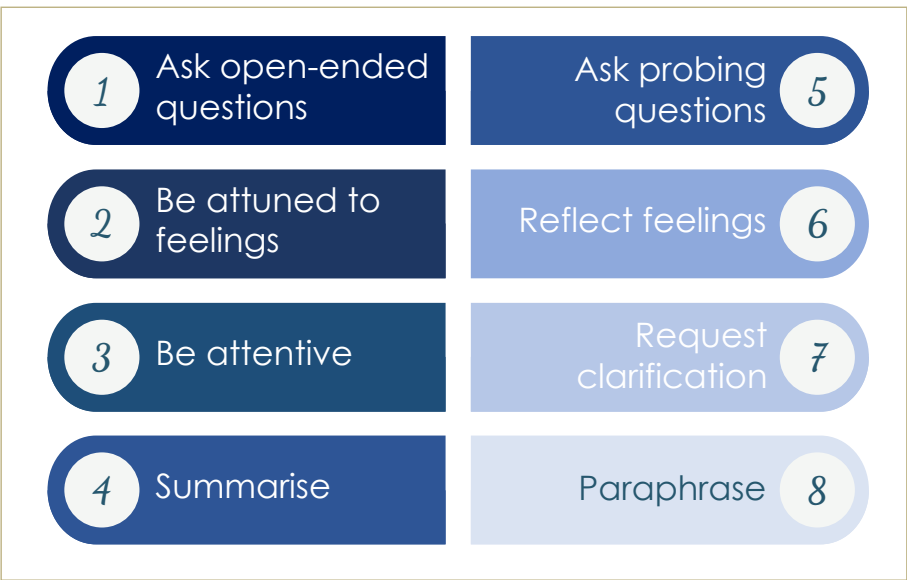 1
Ask open-ended
questions
2
Be attuned to
feelings
3
Be attentive
4
Summarise
Ask probing
questions
5
Reflect feelings
6
Request
clarification
7
Paraphrase
8